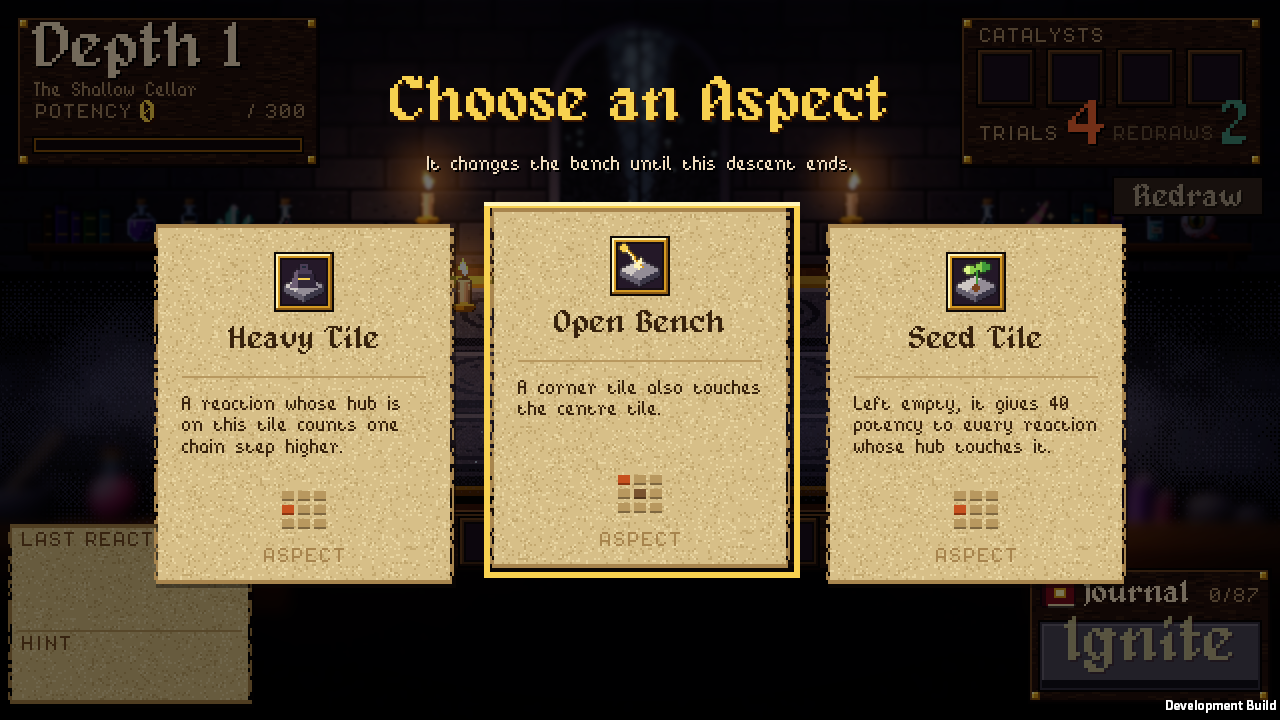 Depth 1
The Shallow Cellar
POTENCY 0 / 300
CATALYSTS
TRIALS 4 REDRAWS 2
Redraw
Choose an Aspect
It changes the bench until this descent ends.
Heavy Tile
A reaction whose hub is
on this tile counts one
chain step higher.
ASPECT
Open Bench
A corner tile also touches
the centre tile.
ASPECT
Seed Tile
Left empty, it gives 40
potency to every reaction
whose hub touches it.
ASPECT
LAST REACT
HINT
Journal 0/87
Ignite
Development Build